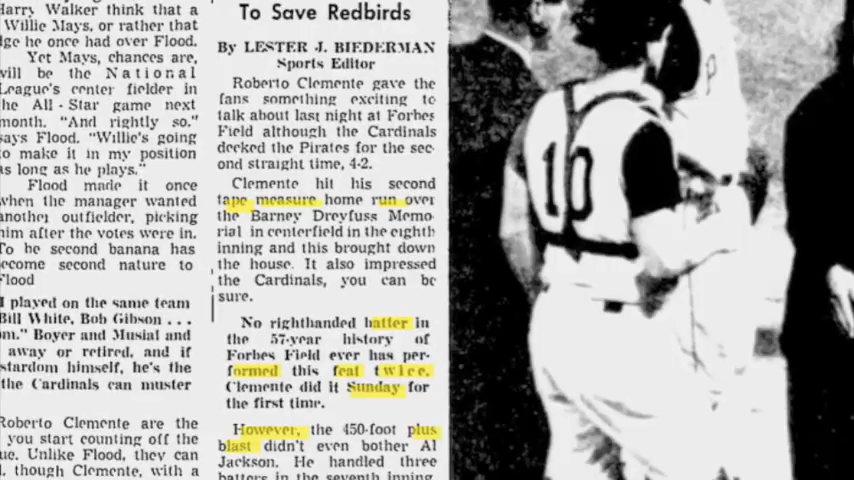 Harry Walker think that a
Willie Mays, or rather that
he once had over Flood.
Yet Mays, chances are,
will be the National
League's center fielder in
the All-Star game next
month. "And rightly so,"
says Flood. "Willie's going
to make it in my position
as long as he plays."
Flood made it once
when the manager wanted
another outfielder, picking
him after the votes were in.
To be second banana has
become second nature to
Flood
I played on the same team
Bill White, Bob Gibson . . .
om." Boyer and Musial and
away or retired, and if
stardom himself, he's the
the Cardinals can muster
Roberto Clemente are the
you start counting off the
ue. Unlike Flood, they can
l, though Clemente, with a
To Save Redbirds
By LESTER J. BIEDERMAN
Sports Editor
Roberto Clemente gave the
fans something exciting to
talk about last night at Forbes
Field although the Cardinals
decked the Pirates for the sec-
ond straight time, 4-2.
Clemente hit his second
tape measure home run over
the Barney Dreyfuss Memo-
rial in centerfield in the eighth
inning and this brought down
the house. It also impressed
the Cardinals, you can be
sure.
No righthanded batter in
the 57-year history of
Forbes Field ever has per-
formed this feat twice.
Clemente did it Sunday for
the first time.
However, the 450-foot plus
blast didn't even bother Al
Jackson. He handled three
batters in the seventh inning,
10
P